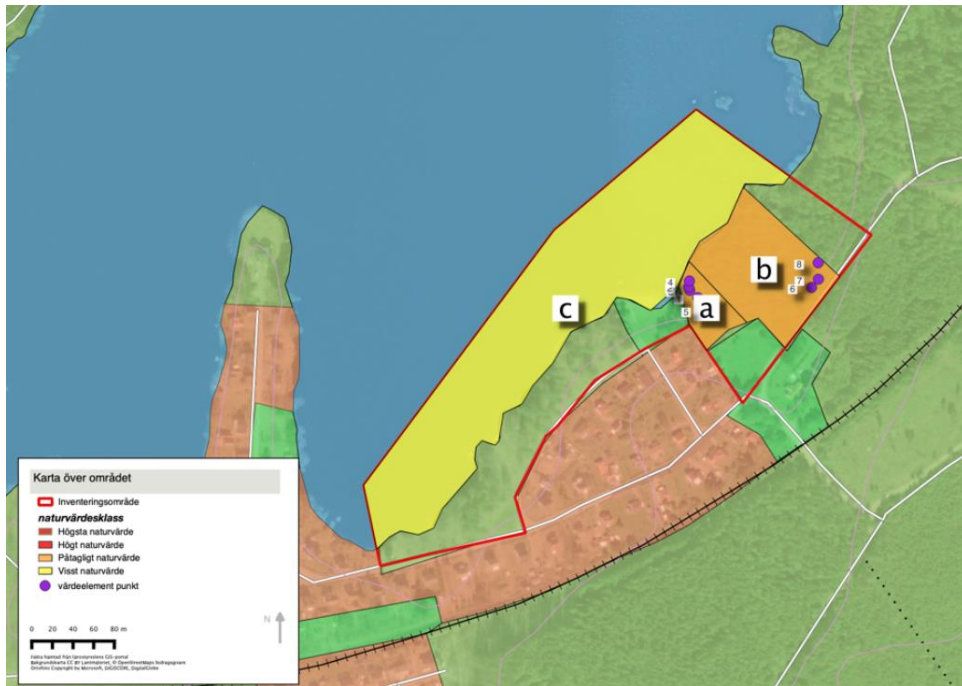 c
4
5
a
b
8
7
6
Karta över området
Inventeringsområde
naturvärdesklass
Högsta naturvärde
Högt naturvärde
Påtagligt naturvärde
Visst naturvärde
värdeelement punkt
N
0 20 40 60 80 m